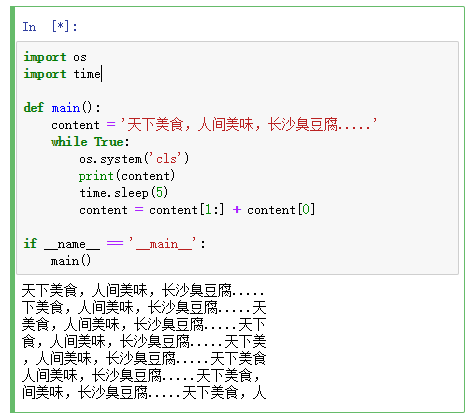 In [*]:
import os
import time
def main():
content = '天下美食，人间美味，长沙臭豆腐.....'
while True:
os.system('cls')
print(content)
time.sleep(5)
content = content[1:] + content[0]
if __name__ == '__main__':
main()
天下美食，人间美味，长沙臭豆腐.....
下美食，人间美味，长沙臭豆腐.....天
美食，人间美味，长沙臭豆腐.....天下
食，人间美味，长沙臭豆腐.....天下美
，人间美味，长沙臭豆腐.....天下美食
人间美味，长沙臭豆腐.....天下美食，
间美味，长沙臭豆腐.....天下美食，人